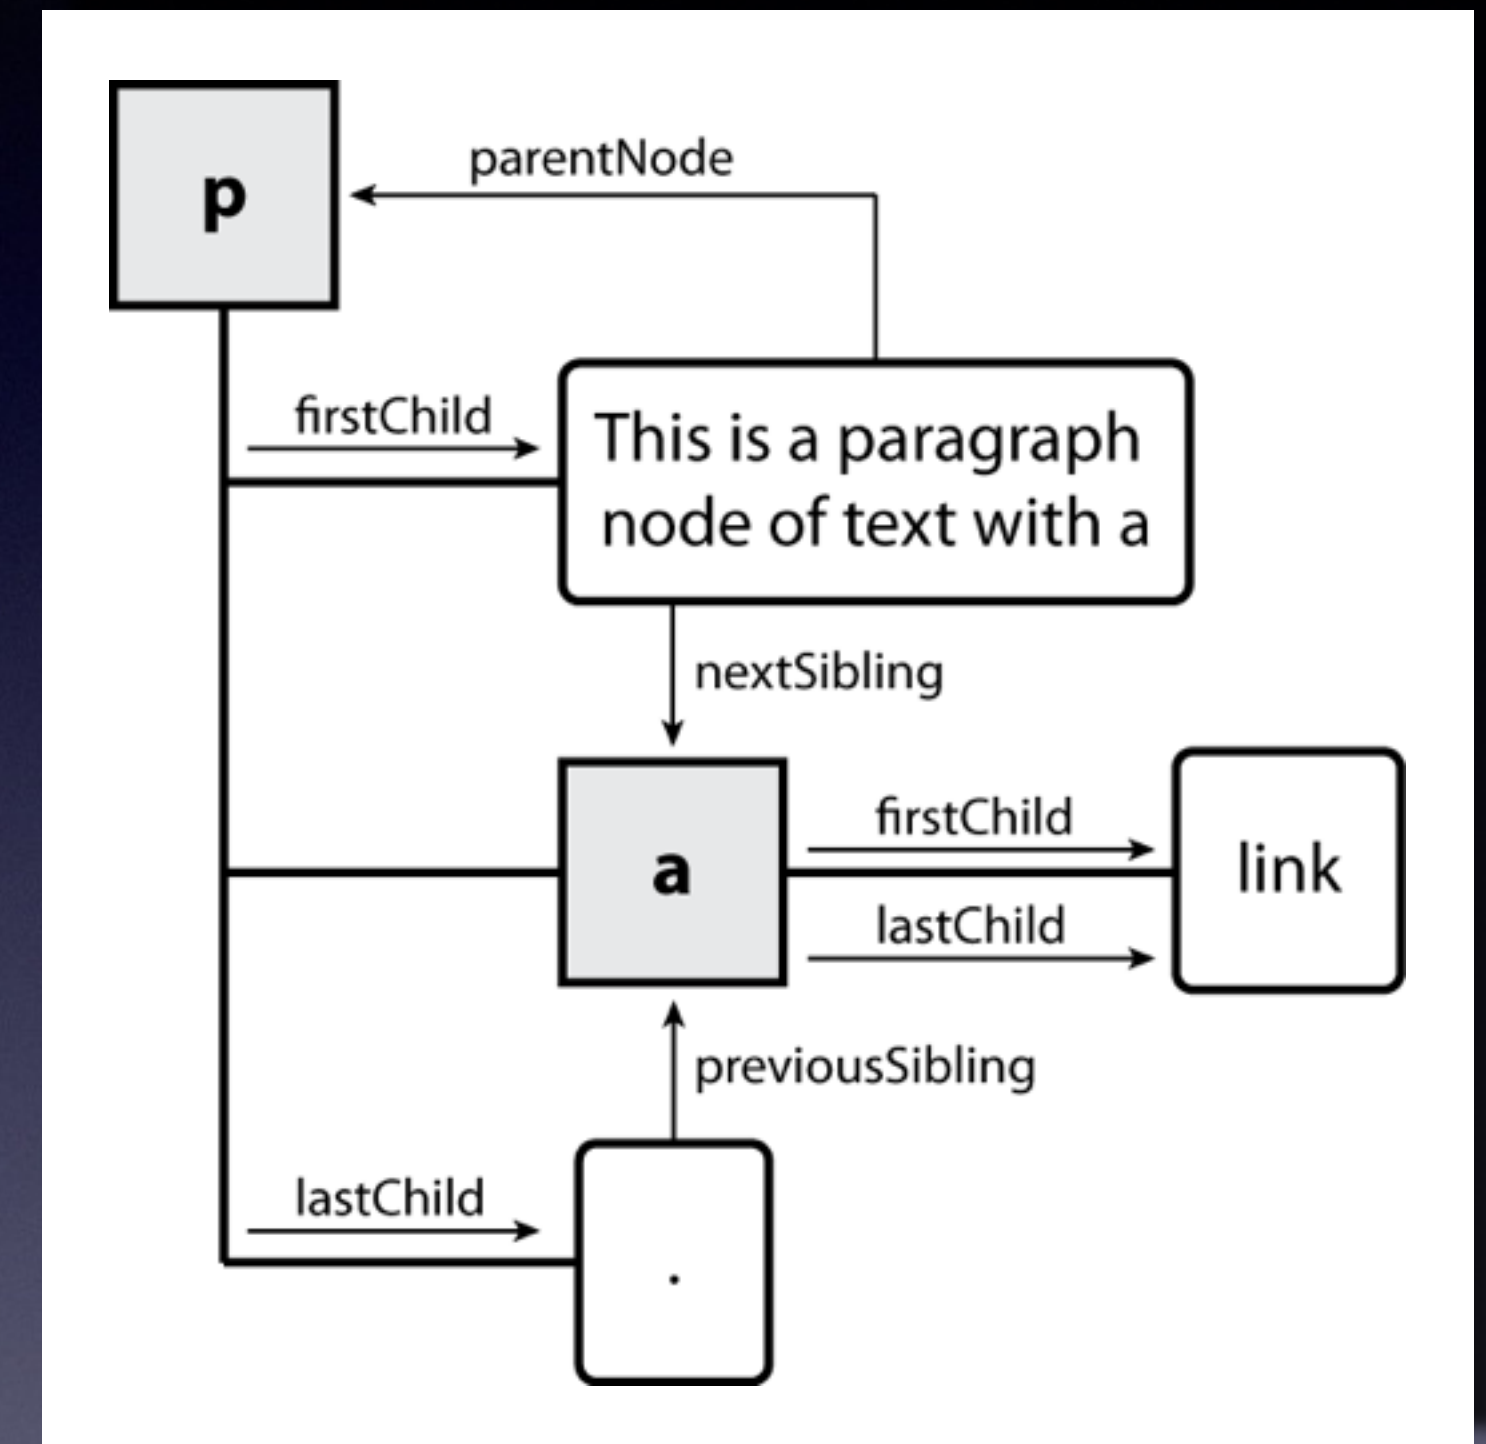 p
parentNode
firstChild
This is a paragraph
node of text with a
nextSibling
a
firstChild
link
lastChild
previousSibling
lastChild
.